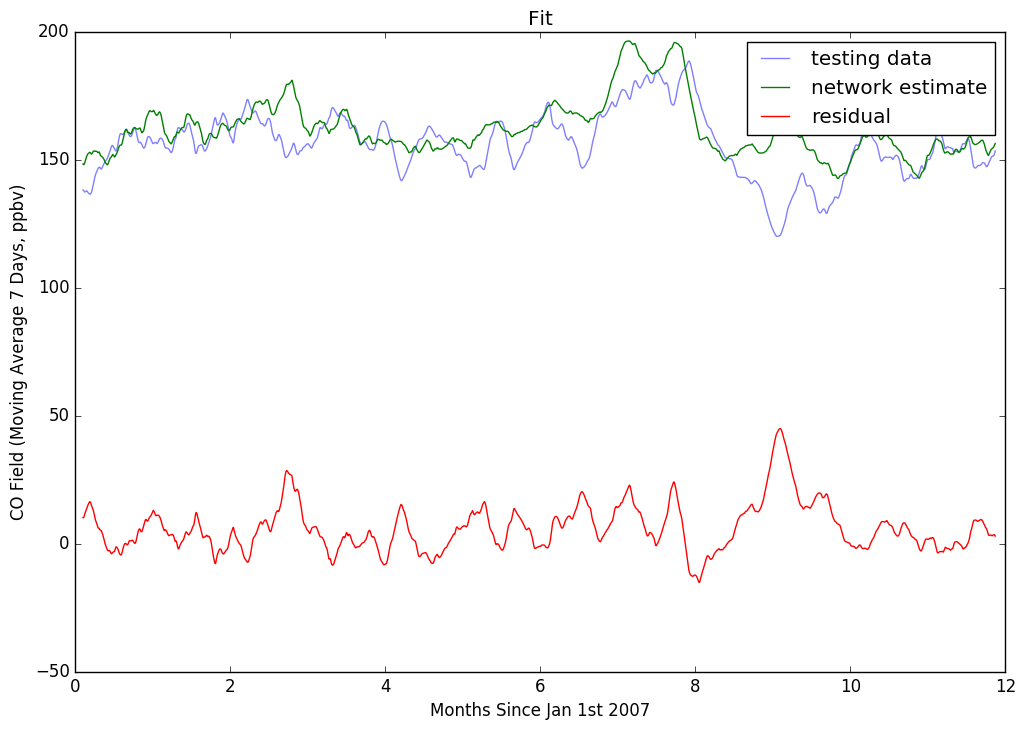 Fit
200
150
100
50
0
−50
0 2 4 6 8 10 12
CO Field (Moving Average 7 Days, ppbv)
Months Since Jan 1st 2007
testing data
network estimate
residual